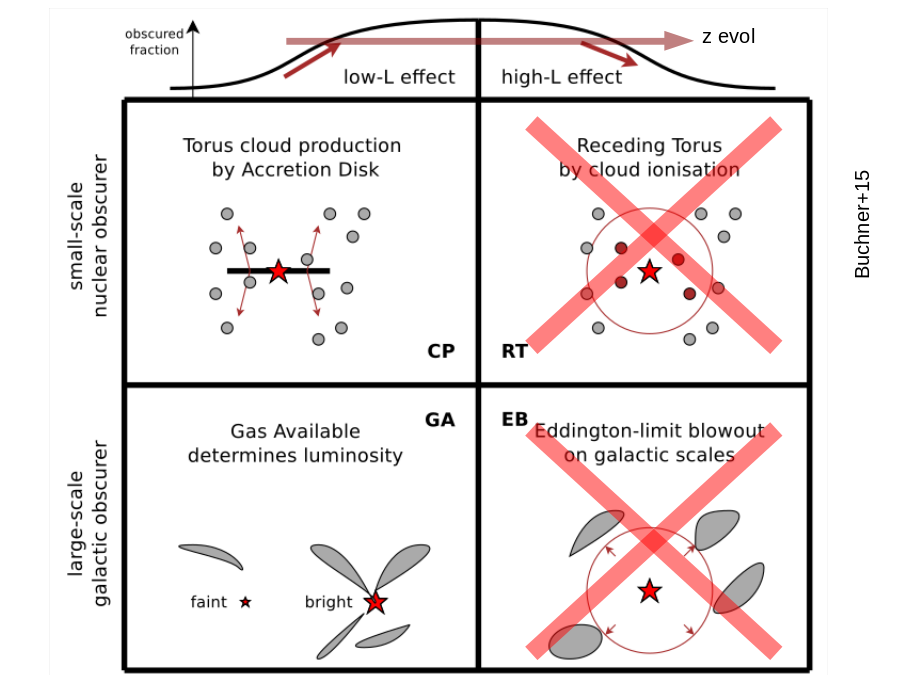 obscured
fraction
z evol
low-L effect
high-L effect
small-scale
nuclear obscurer
Torus cloud production
by Accretion Disk
CP
Receding Torus
by cloud ionisation
RT
Buchner+15
large-scale
galactic obscurer
GA
Gas Available
determines luminosity
faint
bright
EB
Eddington-limit blowout
on galactic scales